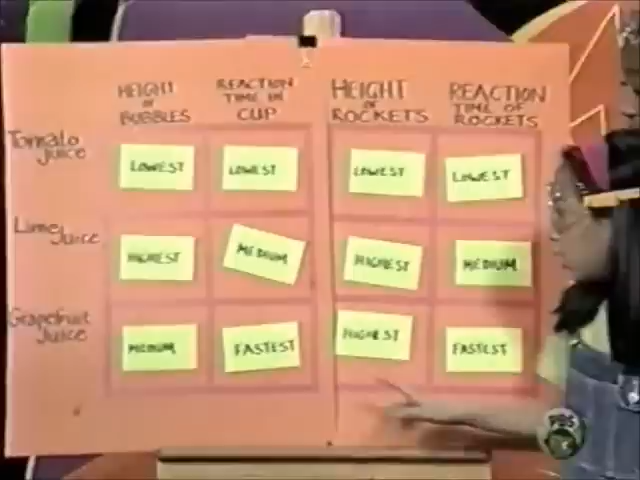 HEIGHT
OF
BUBBLES
REACTION
TIME IN
CUP
HEIGHT
OF
ROCKETS
REACTION
TIME OF
ROCKETS
Tomato
Juice
LOWEST
LOWEST
LOWEST
LOWEST
Lime Juice
HIGHEST
MEDIUM
HIGHEST
MEDIUM
Grapefruit
Juice
MEDIUM
FASTEST
HIGHEST
FASTEST
PBS